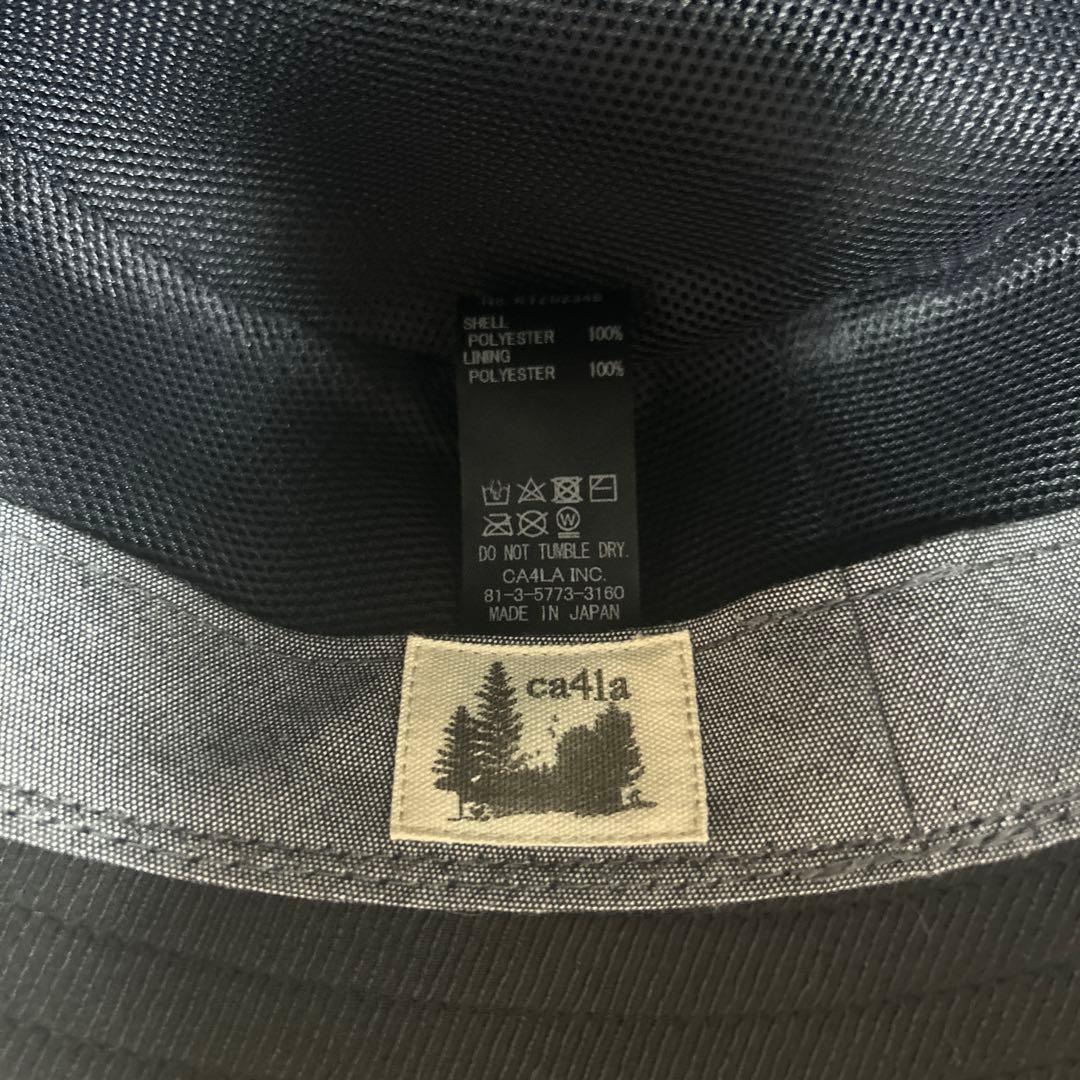 SHELL
POLYESTER 100%
LINING
POLYESTER 100%
W
DO NOT TUMBLE DRY.
CA4LA INC.
81-3-5773-3160
MADE IN JAPAN
ca4la